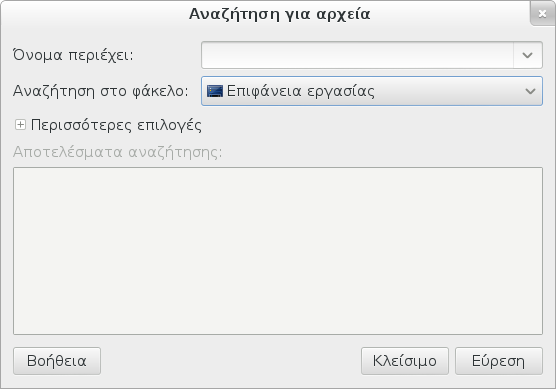 Αναζήτηση για αρχεία
Όνομα περιέχει:
Αναζήτηση στο φάκελο: Επιφάνεια εργασίας
Περισσότερες επιλογές
Αποτελέσματα αναζήτησης:
Βοήθεια Κλείσιμο Εύρεση